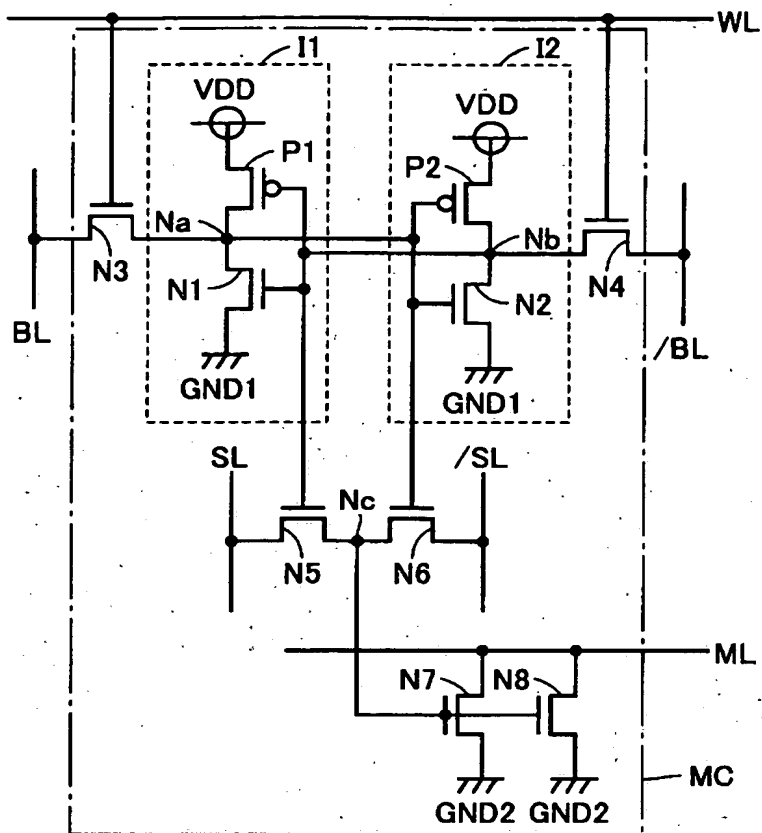 WL
I1
I2
VDD
VDD
P1
P2
Na
Nb
N3
N1
N2
N4
BL
/BL
GND1
GND1
SL
/SL
Nc
N5
N6
ML
N7
N8
MC
GND2
GND2